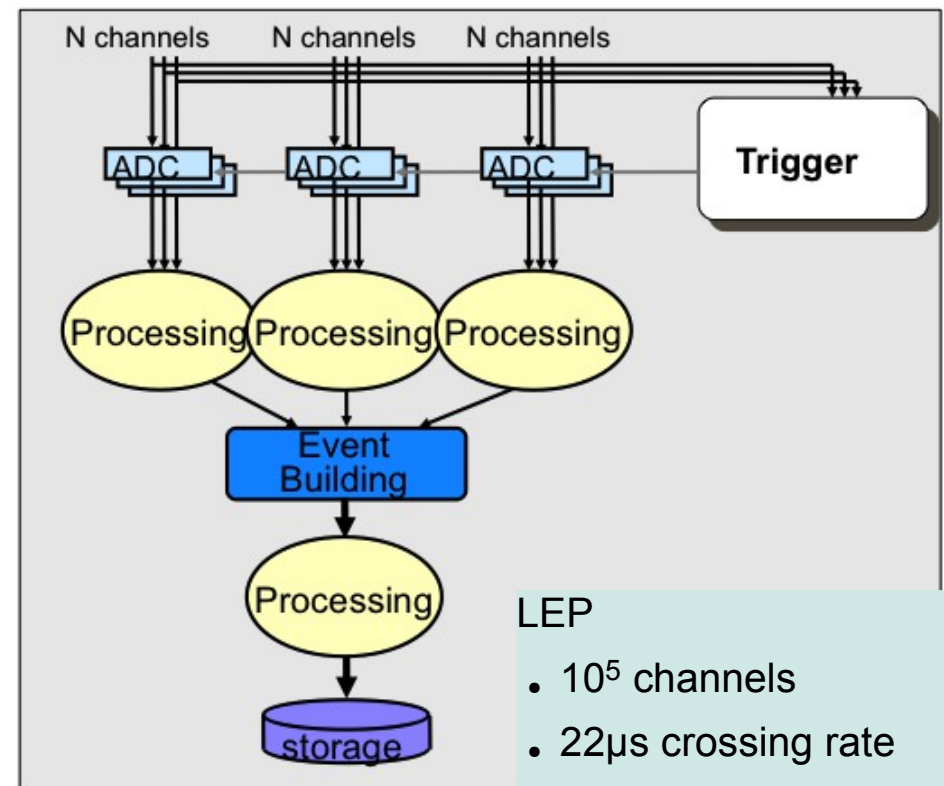 N channels N channels N channels
ADC ADC ADC
Trigger
Processing Processing Processing
Event
Building
Processing
storage
LEP
• 10⁵ channels
• 22µs crossing rate